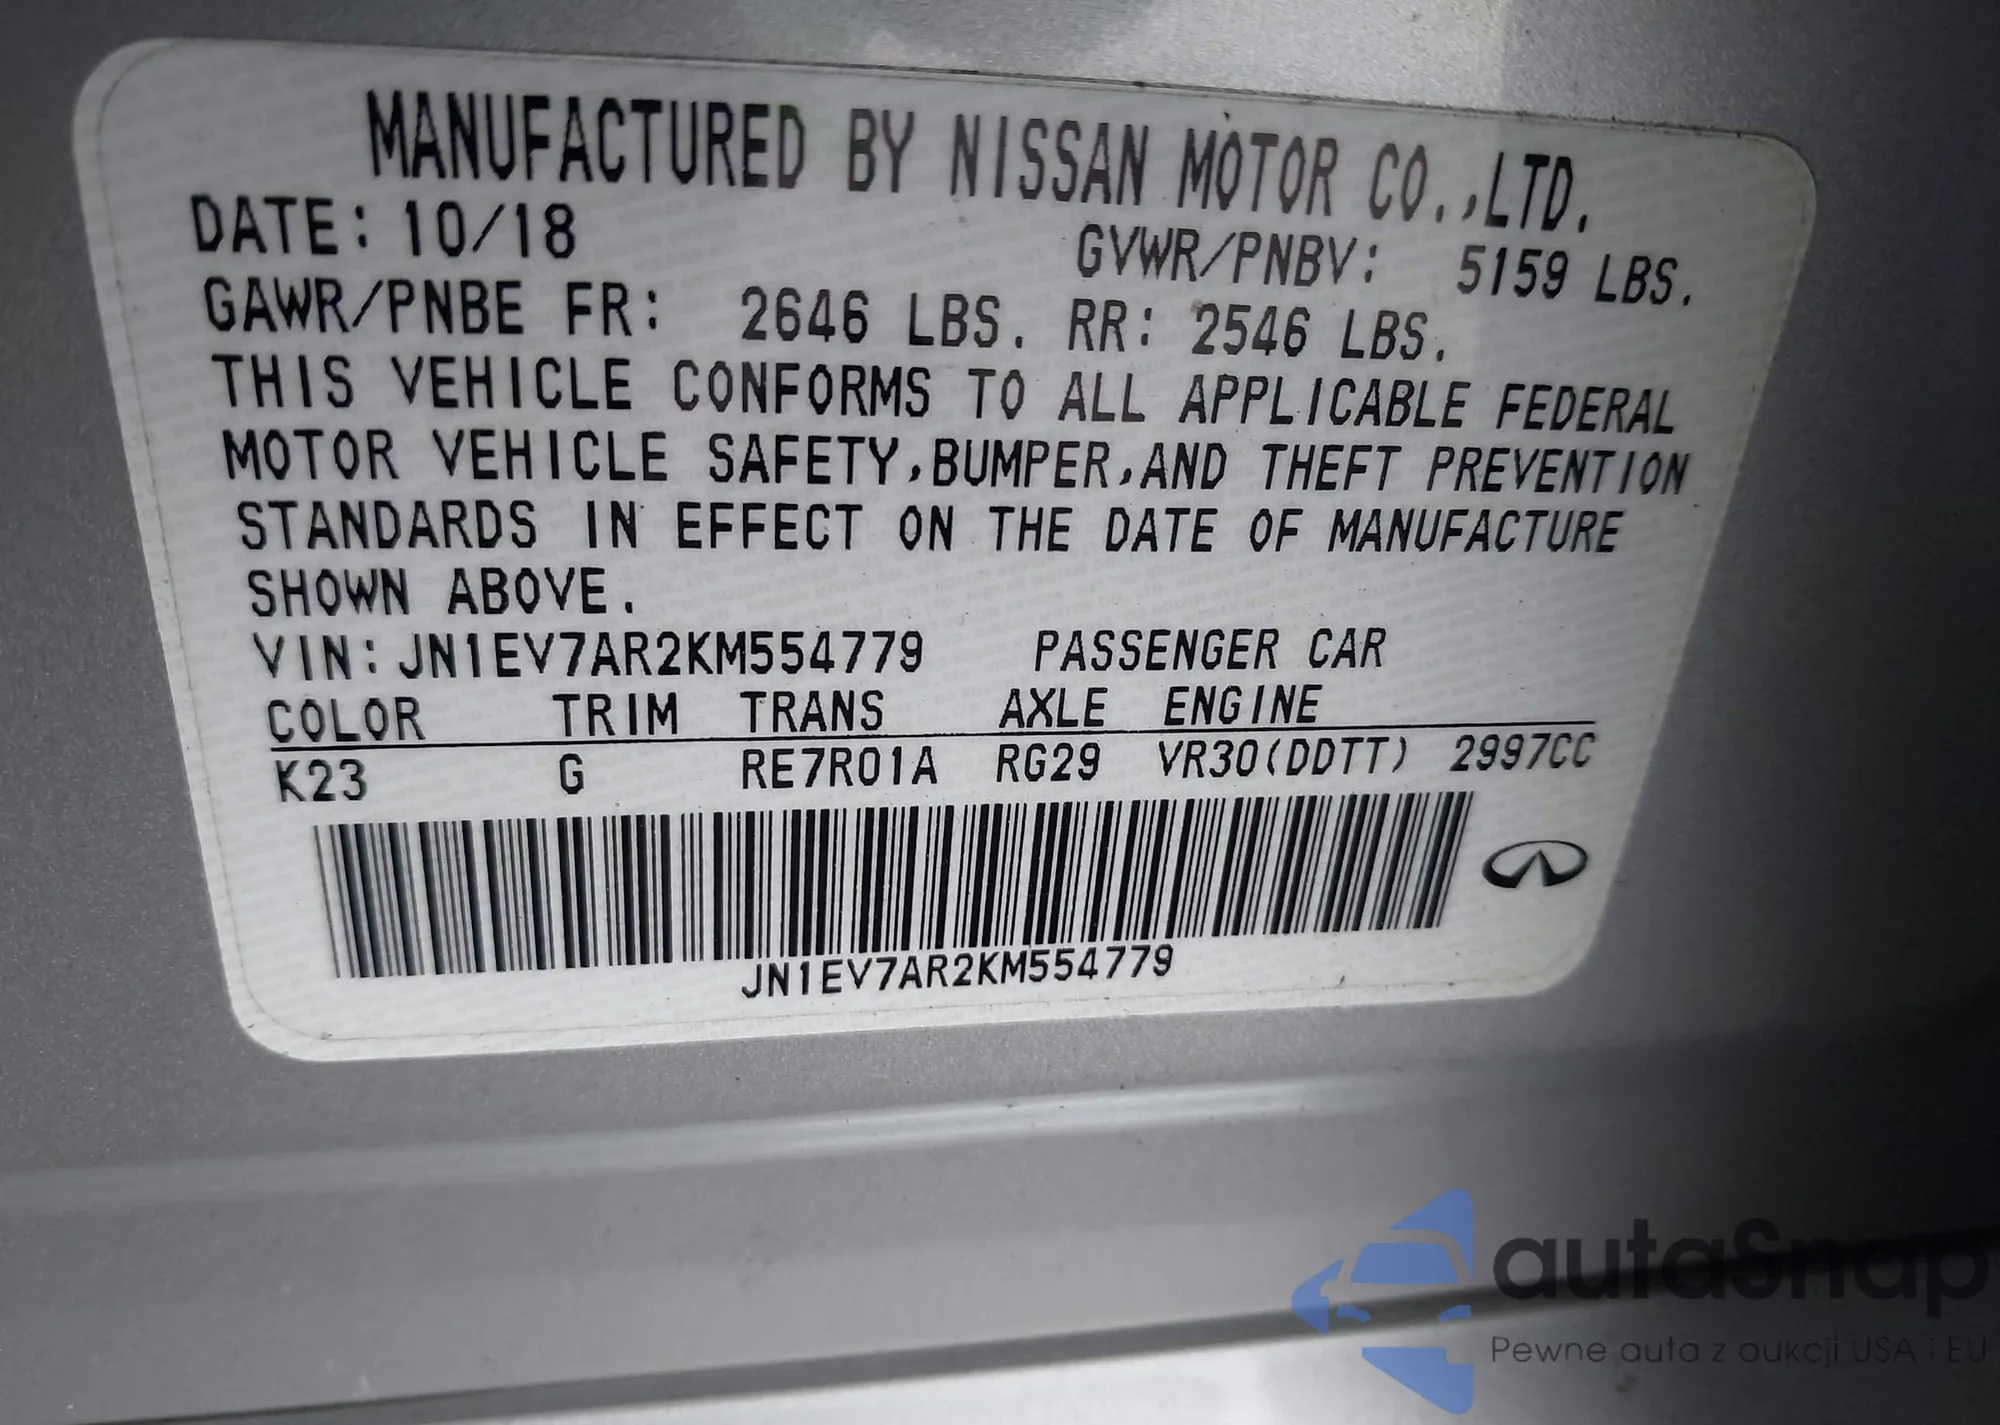 MANUFACTURED BY NISSAN MOTOR CO.,LTD.
DATE: 10/18 GVWR/PNBV: 5159 LBS.
GAWR/PNBE FR: 2646 LBS. RR: 2546 LBS.
THIS VEHICLE CONFORMS TO ALL APPLICABLE FEDERAL
MOTOR VEHICLE SAFETY,BUMPER,AND THEFT PREVENTION
STANDARDS IN EFFECT ON THE DATE OF MANUFACTURE
SHOWN ABOVE.
VIN: JN1EV7AR2KM554779 PASSENGER CAR
COLOR TRIM TRANS AXLE ENGINE
K23 G RE7R01A RG29 VR30(DDTT) 2997CC
JN1EV7AR2KM554779
autaSnap
Pewne auta z aukcji USA i EU